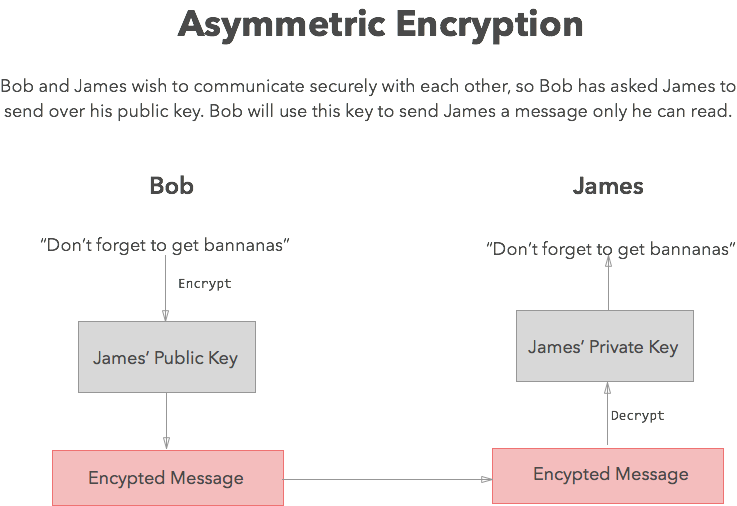 Asymmetric Encryption
Bob and James wish to communicate securely with each other, so Bob has asked James to
send over his public key. Bob will use this key to send James a message only he can read.
Bob
James
“Don’t forget to get bannanas”
“Don’t forget to get bannanas”
Encrypt
James’ Public Key
James’ Private Key
Decrypt
Encypted Message
Encypted Message